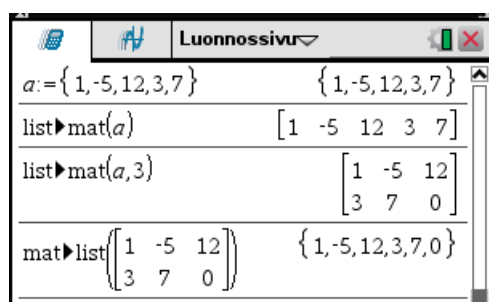 Luonnossivu
a:={1,-5,12,3,7} {1,-5,12,3,7}
list▶mat(a) [1 -5 12 3 7]
list▶mat(a,3) [1 -5 12
3 7 0]
mat▶list([1 -5 12
3 7 0]) {1,-5,12,3,7,0}